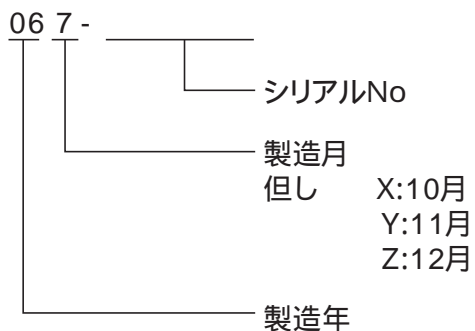 06 7 -
シリアルNo
製造月
但し X:10月
Y:11月
Z:12月
製造年